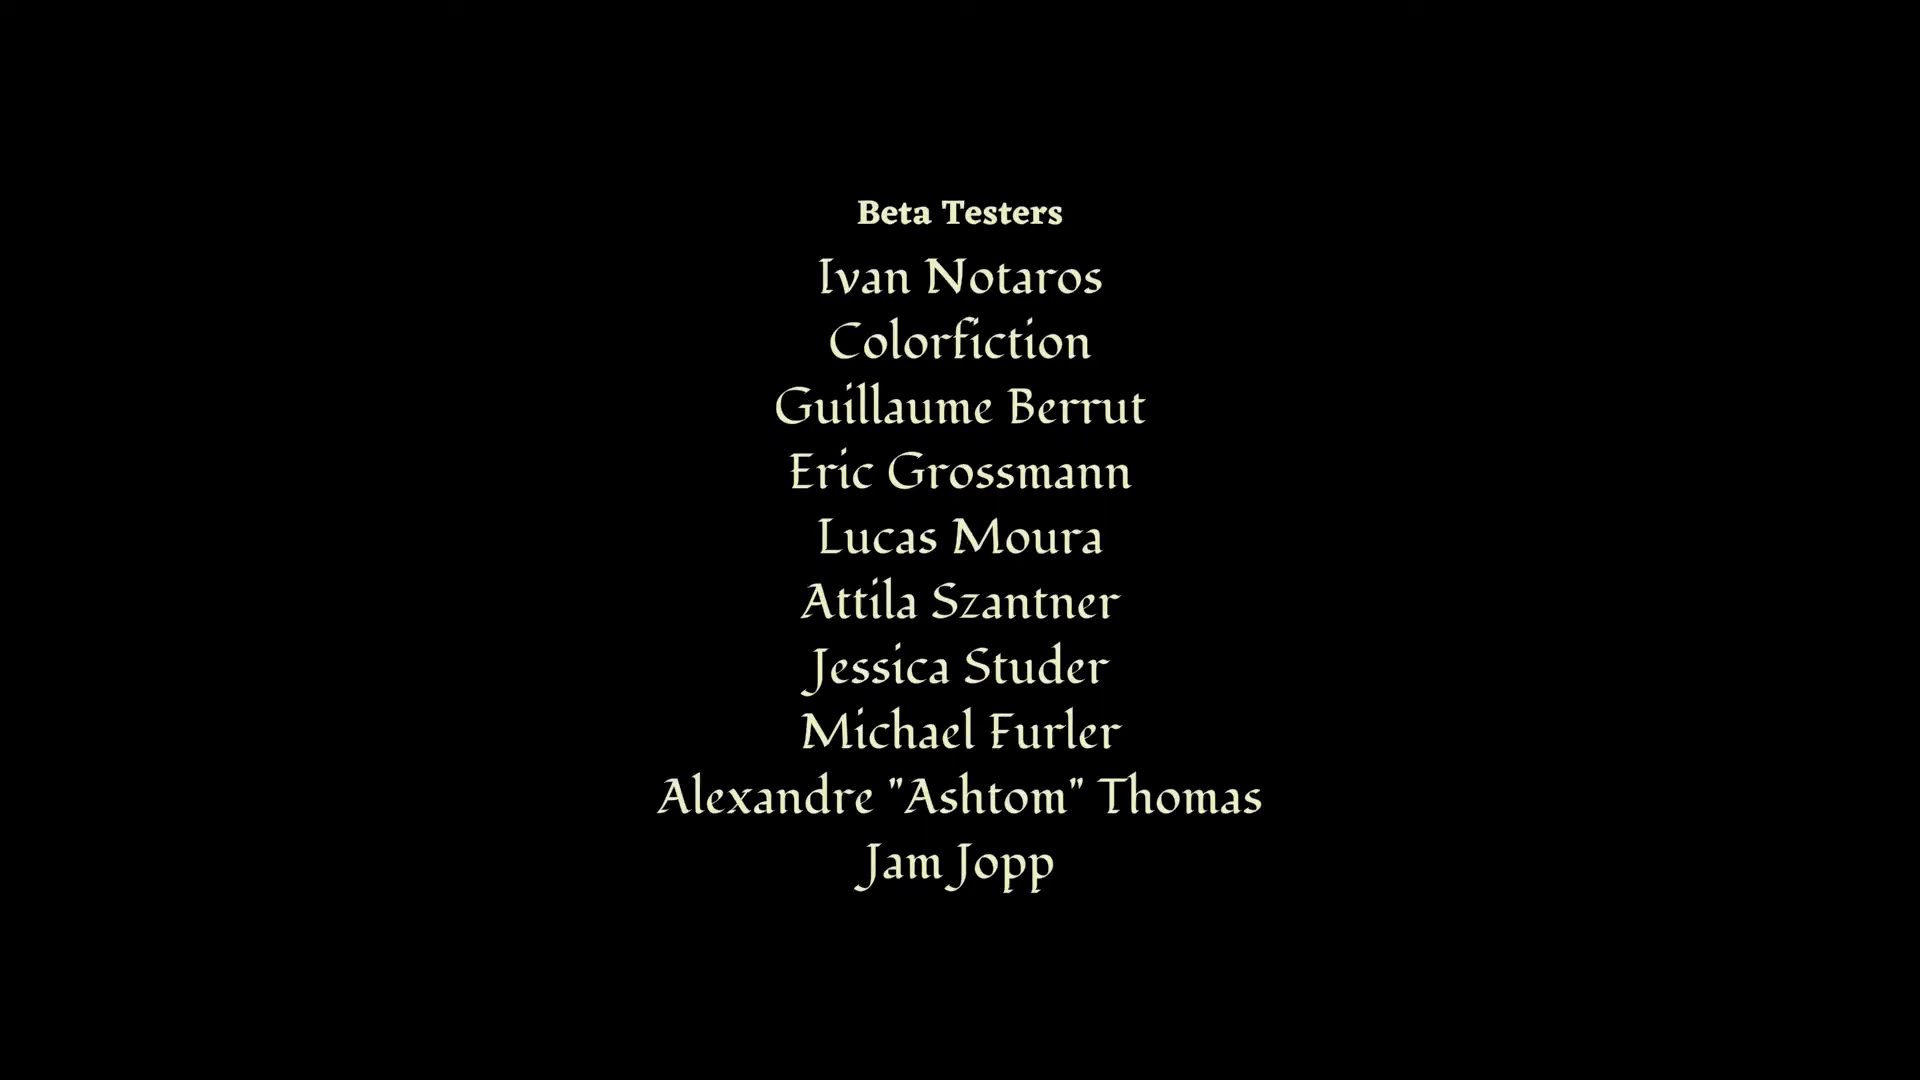 Beta Testers
Ivan Notaros
Colorfiction
Guillaume Berrut
Eric Grossmann
Lucas Moura
Attila Szantner
Jessica Studer
Michael Furler
Alexandre "Ashtom" Thomas
Jam Jopp